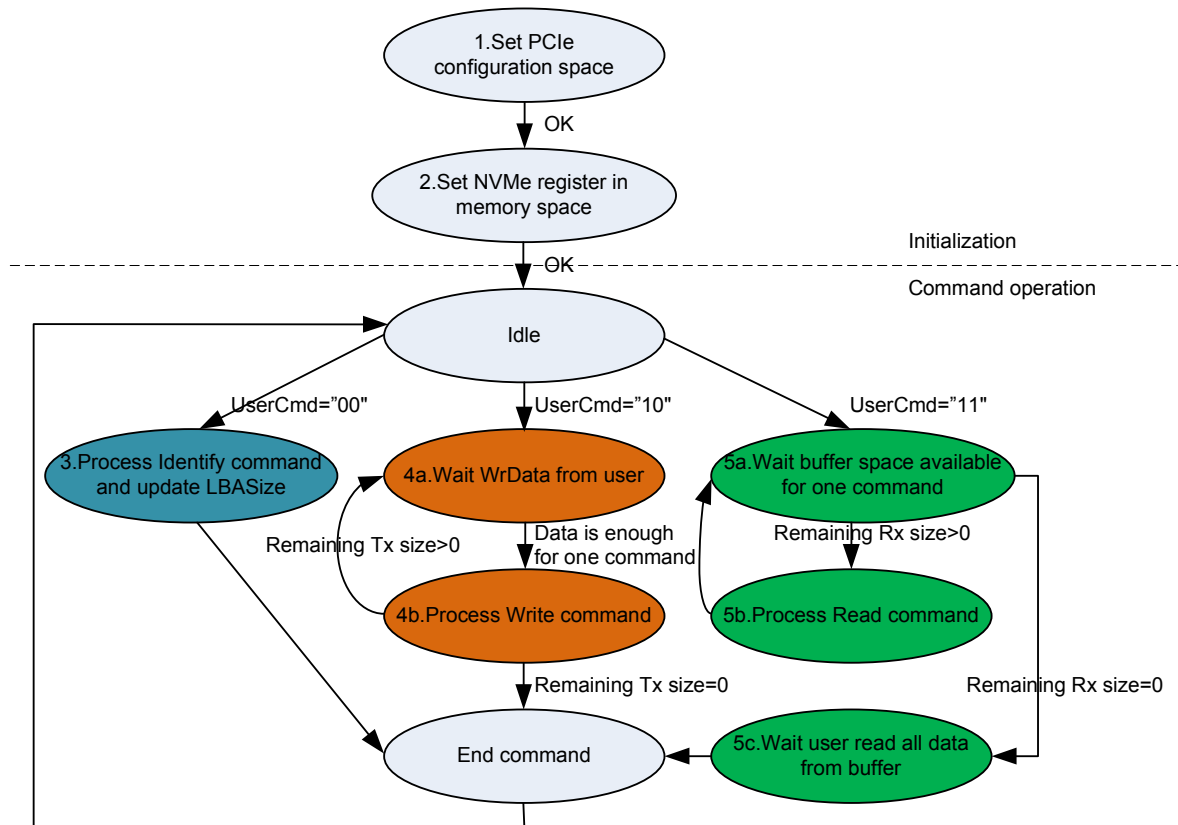 1.Set PCIe
configuration space
OK
2.Set NVMe register in
memory space
Initialization
OK
Command operation
Idle
UserCmd=”00"
UserCmd=”10"
UserCmd=”11"
3.Process Identify command
and update LBASize
4a.Wait WrData from user
5a.Wait buffer space available
for one command
Remaining Tx size>0
Data is enough
for one command
Remaining Rx size>0
4b.Process Write command
5b.Process Read command
Remaining Tx size=0
Remaining Rx size=0
End command
5c.Wait user read all data
from buffer